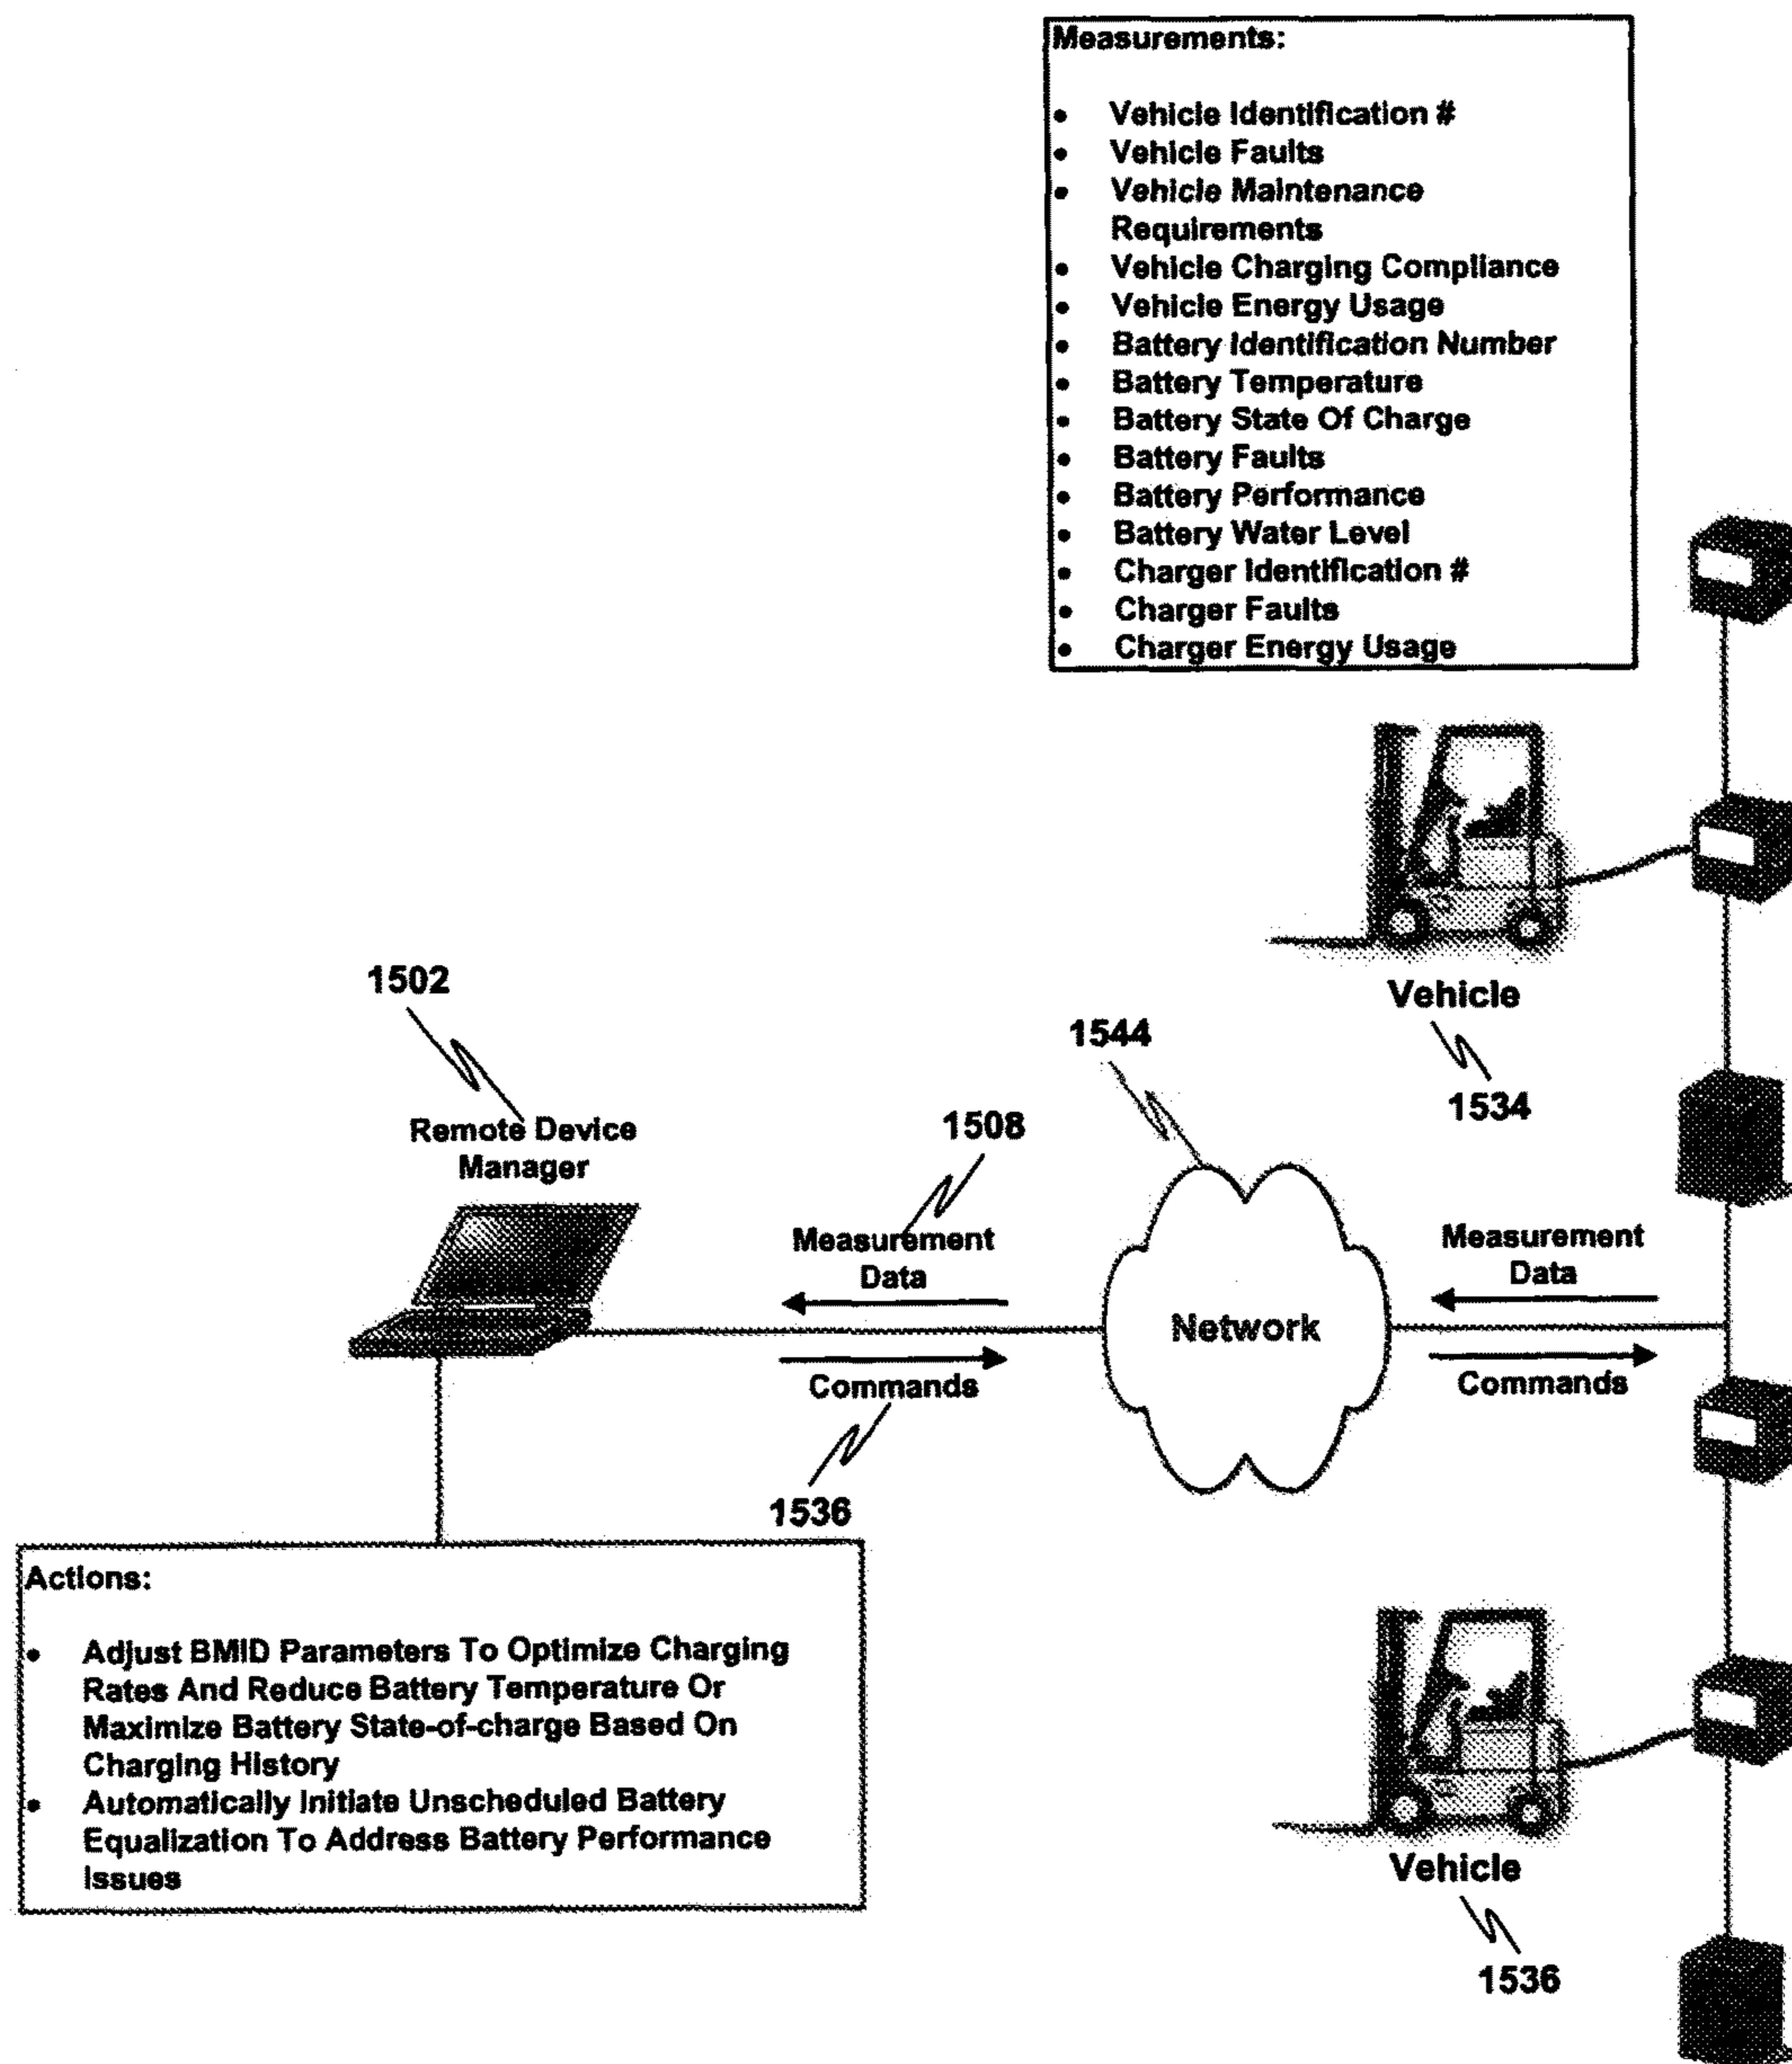 Measurements:
• Vehicle Identification #
• Vehicle Faults
• Vehicle Maintenance
Requirements
• Vehicle Charging Compliance
• Vehicle Energy Usage
• Battery Identification Number
• Battery Temperature
• Battery State Of Charge
• Battery Faults
• Battery Performance
• Battery Water Level
• Charger Identification #
• Charger Faults
• Charger Energy Usage
Vehicle
1534
1502
Remote Device
Manager
1544
1508
Measurement
Data
Commands
1536
Network
Measurement
Data
Commands
Actions:
• Adjust BMID Parameters To Optimize Charging
Rates And Reduce Battery Temperature Or
Maximize Battery State-of-charge Based On
Charging History
• Automatically Initiate Unscheduled Battery
Equalization To Address Battery Performance
Issues
Vehicle
1536